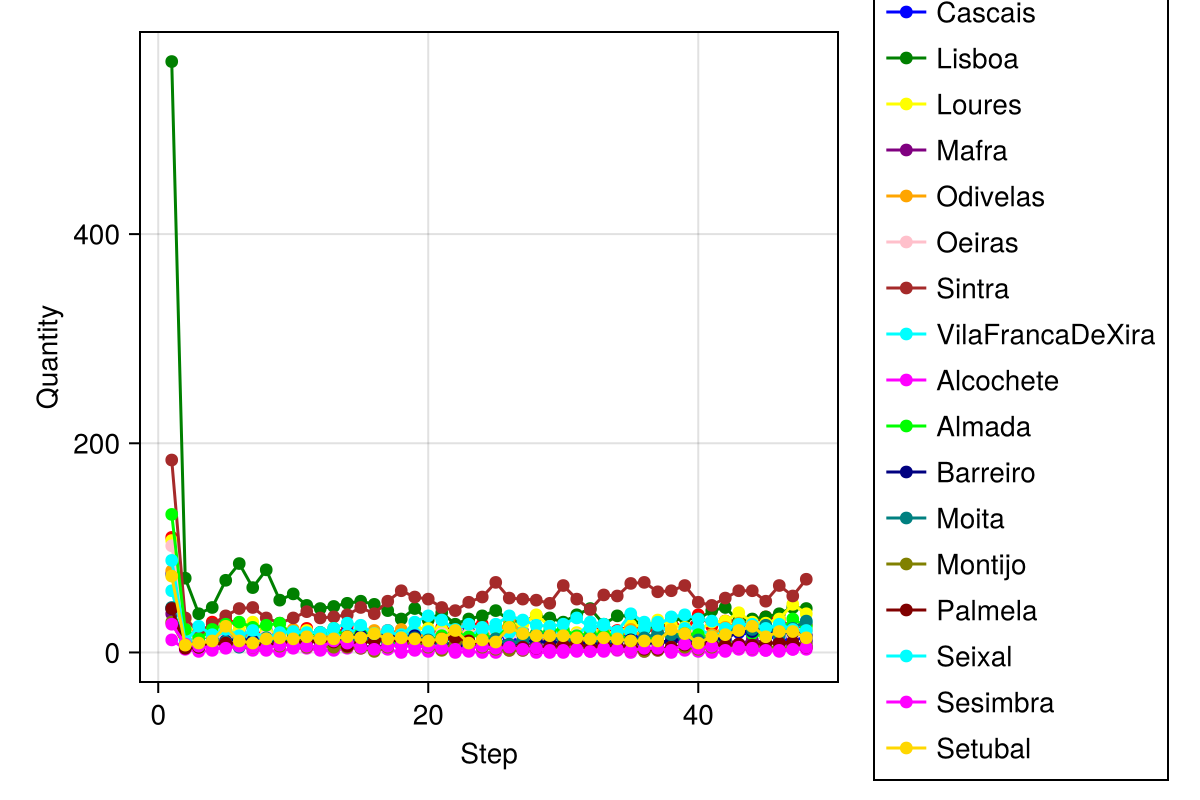 Cascais
Lisboa
Loures
Mafra
Odivelas
Oeiras
Sintra
VilaFrancaDeXira
Alcochete
Almada
Barreiro
Moita
Montijo
Palmela
Seixal
Sesimbra
Setubal
Quantity
400
200
0
0 20 40
Step